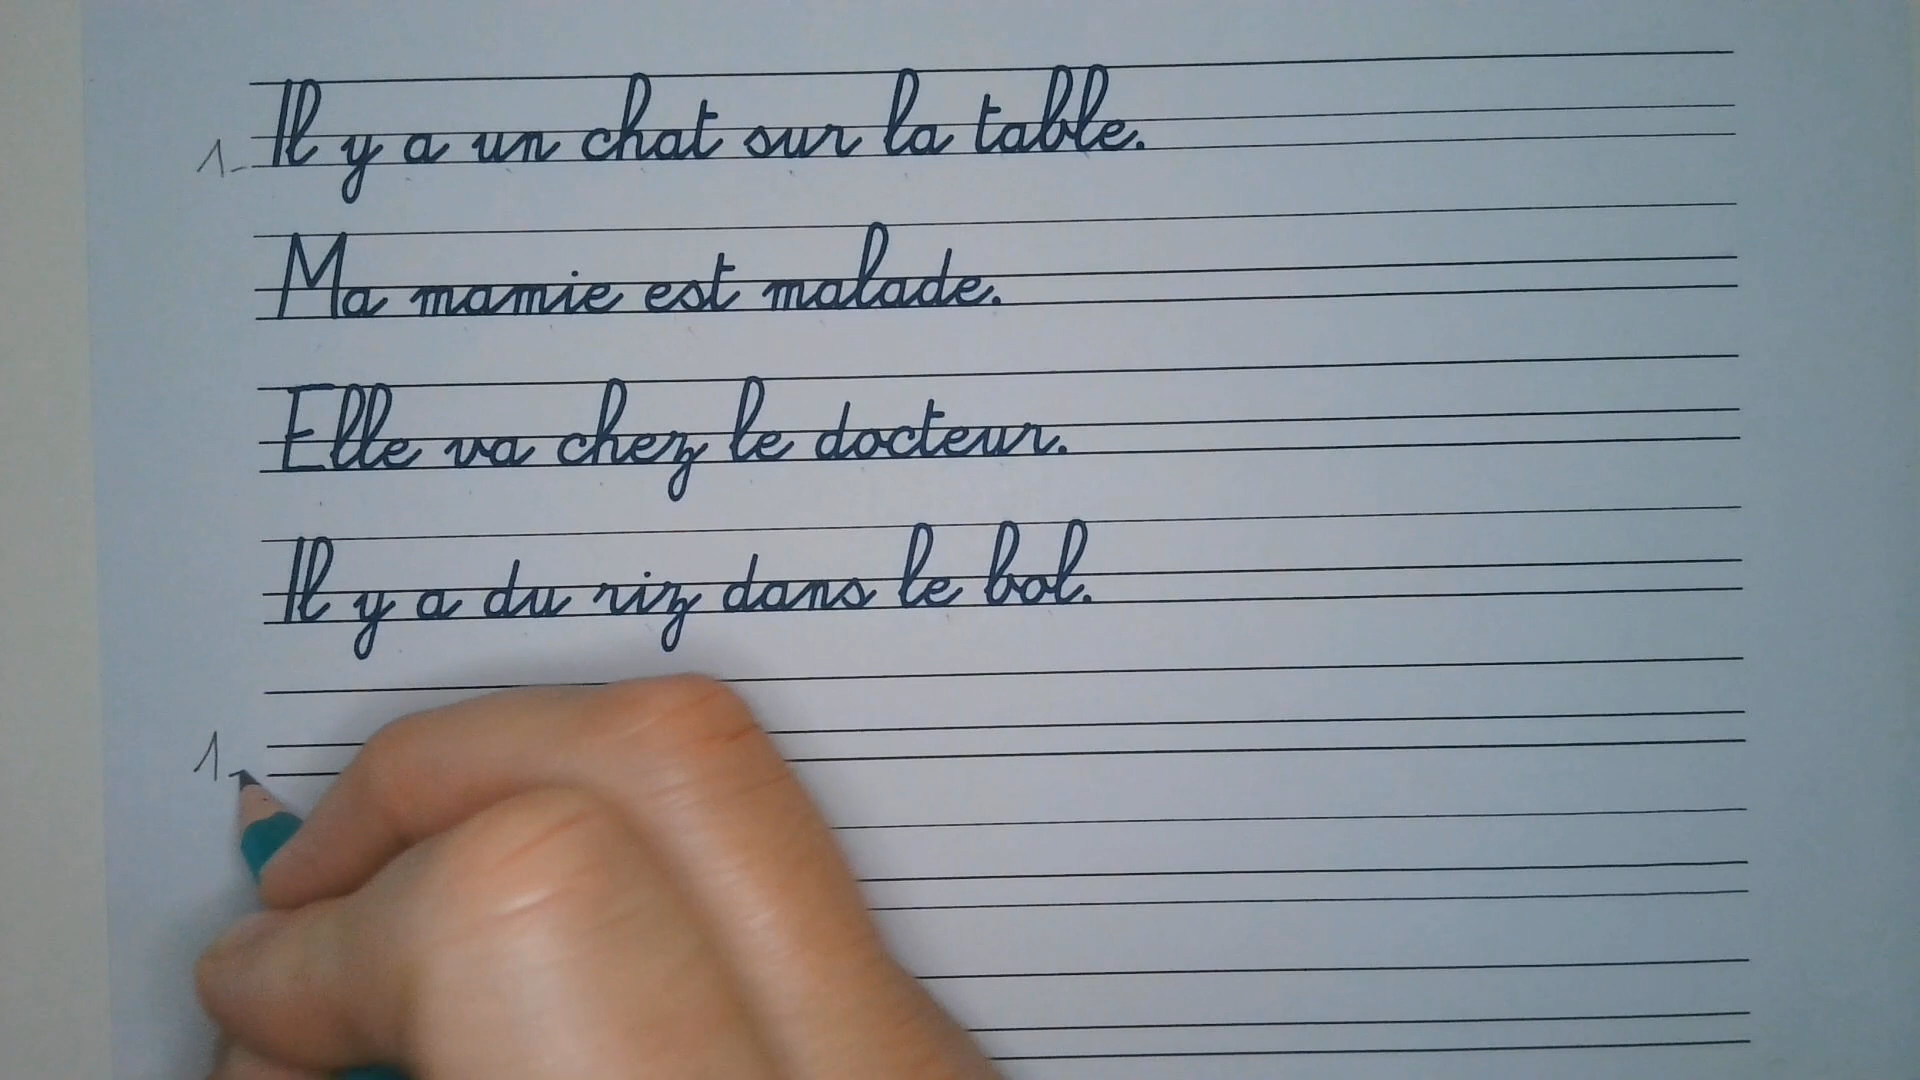 1- Il y a un chat sur la table.
Ma mamie est malade.
Elle va chez le docteur.
Il y a du riz dans le bol.
1-